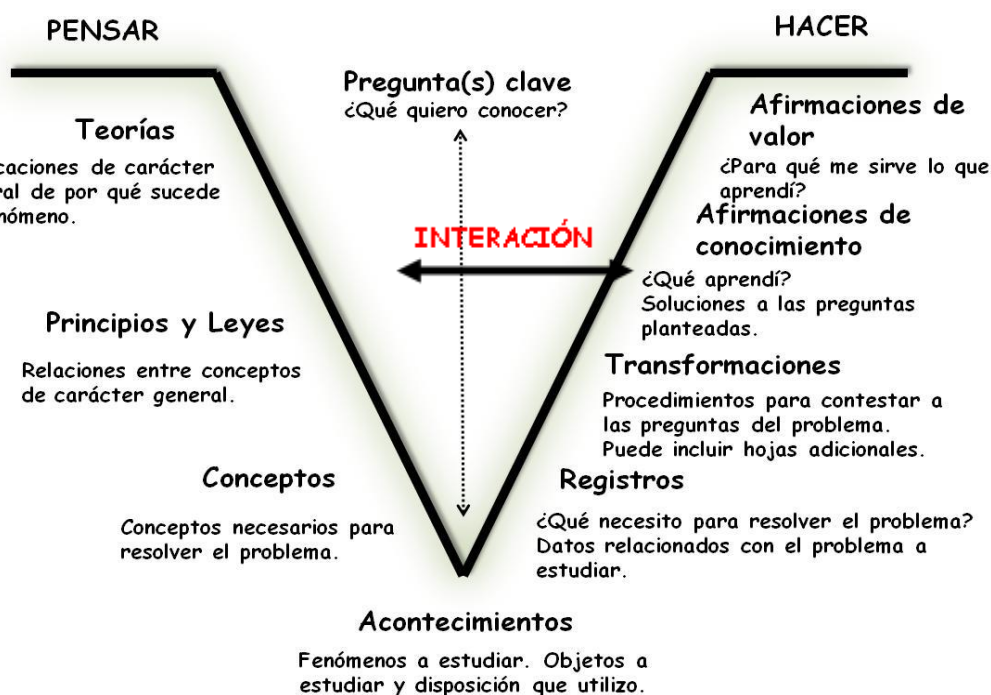 PENSAR
HACER
Pregunta(s) clave
¿Qué quiero conocer?
Teorías
caciones de carácter
ral de por qué sucede
nómeno.
Afirmaciones de
valor
¿Para qué me sirve lo que
aprendí?
Afirmaciones de
conocimiento
INTERACIÓN
¿Qué aprendí?
Soluciones a las preguntas
planteadas.
Principios y Leyes
Relaciones entre conceptos
de carácter general.
Transformaciones
Procedimientos para contestar a
las preguntas del problema.
Puede incluir hojas adicionales.
Conceptos
Conceptos necesarios para
resolver el problema.
Registros
¿Qué necesito para resolver el problema?
Datos relacionados con el problema a
estudiar.
Acontecimientos
Fenómenos a estudiar. Objetos a
estudiar y disposición que utilizo.